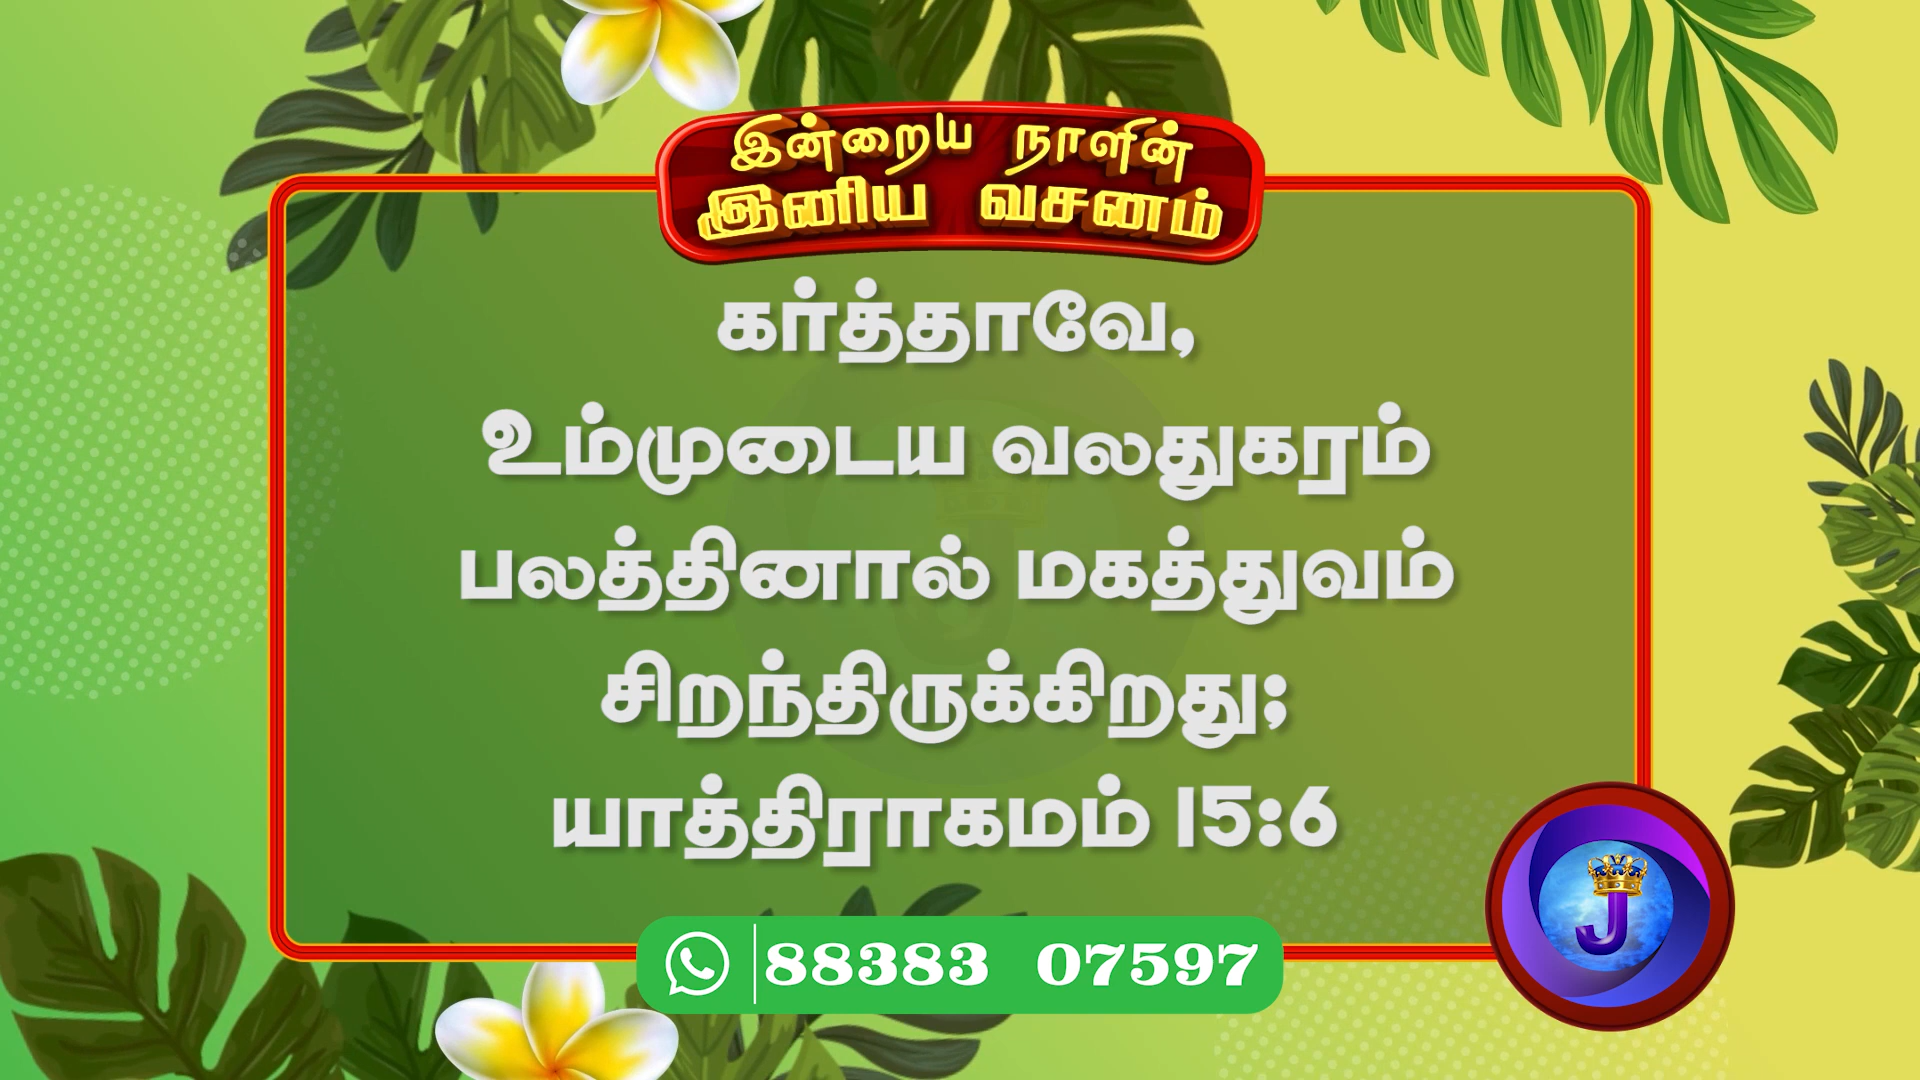 இன்றைய நாளின்
இனிய வசனம்
கர்த்தாவே,
உம்முடைய வலதுகரம்
பலத்தினால் மகத்துவம்
சிறந்திருக்கிறது;
யாத்திராகமம் 15:6
88383 07597
J